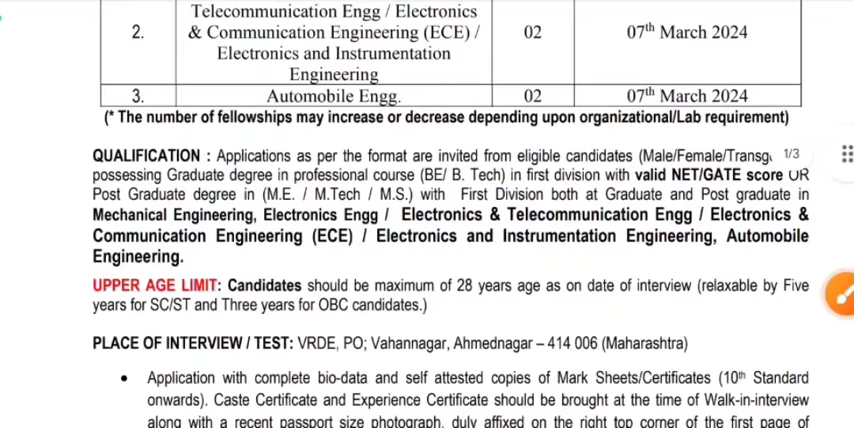 Telecommunication Engg / Electronics
2. & Communication Engineering (ECE) / 02 07th March 2024
Electronics and Instrumentation
Engineering
3. Automobile Engg. 02 07th March 2024
(* The number of fellowships may increase or decrease depending upon organizational/Lab requirement)
QUALIFICATION : Applications as per the format are invited from eligible candidates (Male/Female/Transg 1/3
possessing Graduate degree in professional course (BE/ B. Tech) in first division with valid NET/GATE score OR
Post Graduate degree in (M.E. / M.Tech / M.S.) with First Division both at Graduate and Post graduate in
Mechanical Engineering, Electronics Engg / Electronics & Telecommunication Engg / Electronics &
Communication Engineering (ECE) / Electronics and Instrumentation Engineering, Automobile
Engineering.
UPPER AGE LIMIT: Candidates should be maximum of 28 years age as on date of interview (relaxable by Five
years for SC/ST and Three years for OBC candidates.)
PLACE OF INTERVIEW / TEST: VRDE, PO; Vahannagar, Ahmednagar – 414 006 (Maharashtra)
• Application with complete bio-data and self attested copies of Mark Sheets/Certificates (10th Standard
onwards). Caste Certificate and Experience Certificate should be brought at the time of Walk-in-interview
along with a recent passport size photograph, duly affixed on the right top corner of the first page of